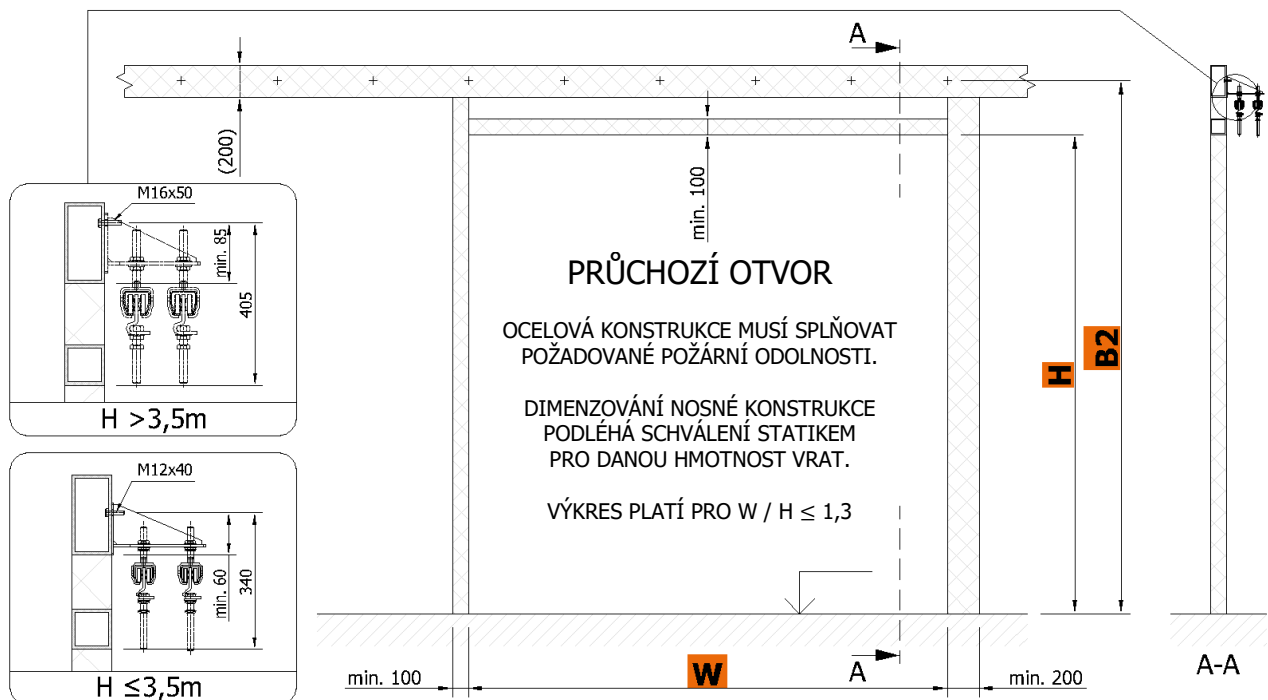 A
(200)
min. 100
M16x50
min. 85
405
H >3,5m
PRŮCHOZÍ OTVOR
OCELOVÁ KONSTRUKCE MUSÍ SPLŇOVAT
POŽADOVANÉ POŽÁRNÍ ODOLNOSTI.
DIMENZOVÁNÍ NOSNÉ KONSTRUKCE
PODLÉHÁ SCHVÁLENÍ STATIKEM
PRO DANOU HMOTNOST VRAT.
VÝKRES PLATÍ PRO W / H ≤ 1,3
H
B2
M12x40
min. 60
340
H ≤3,5m
min. 100
W
A
min. 200
A-A